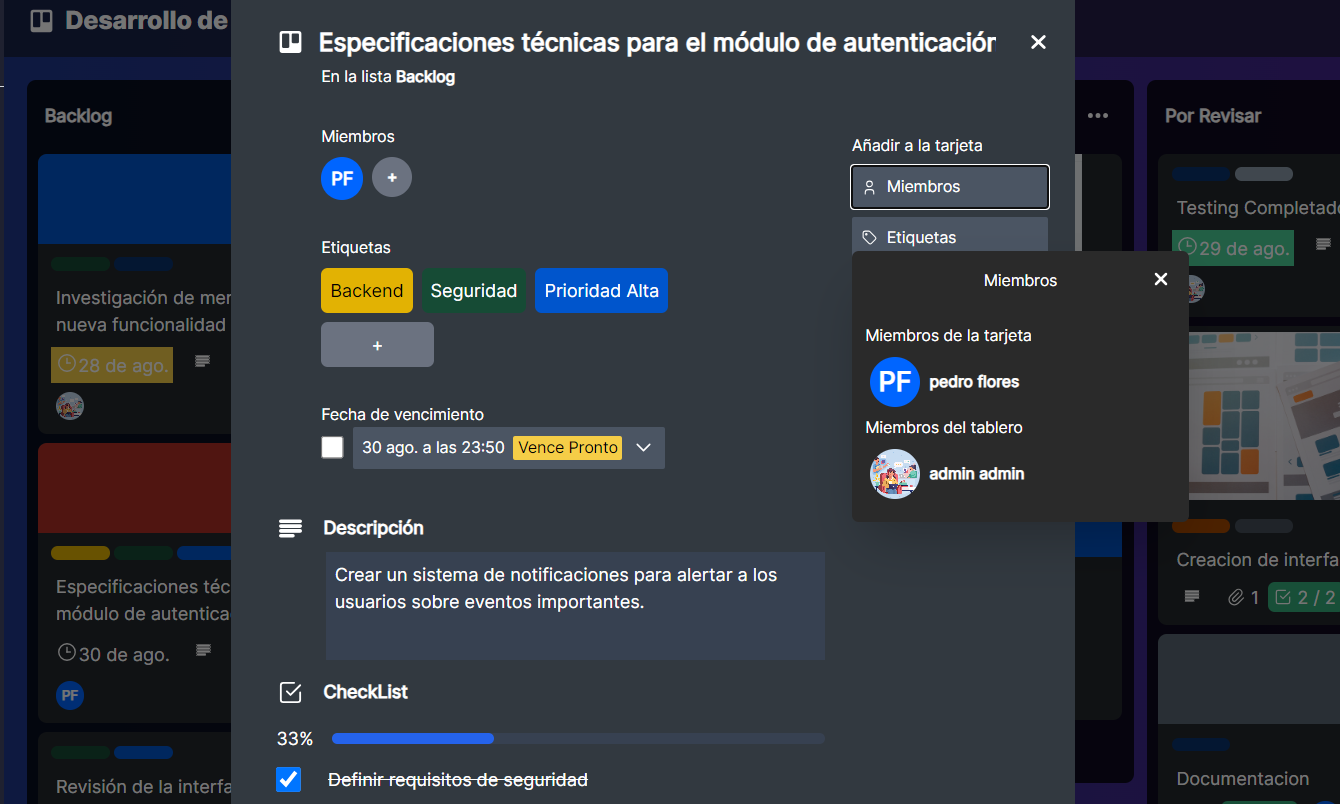 Desarrollo de
Especificaciones técnicas para el módulo de autenticación
En la lista Backlog
Backlog
Investigación de mer
nueva funcionalidad
28 de ago.
Especificaciones téc
módulo de autentica
30 de ago.
PF
Revisión de la interfa
Miembros
PF
+
Etiquetas
Backend
Seguridad
Prioridad Alta
+
Fecha de vencimiento
30 ago. a las 23:50
Vence Pronto
Descripción
Crear un sistema de notificaciones para alertar a los
usuarios sobre eventos importantes.
CheckList
33%
Definir requisitos de seguridad
Añadir a la tarjeta
Miembros
Etiquetas
Miembros
Miembros de la tarjeta
PF
pedro flores
Miembros del tablero
admin admin
Por Revisar
Testing Completado
29 de ago.
Creacion de interfa
1
2 / 2
Documentacion